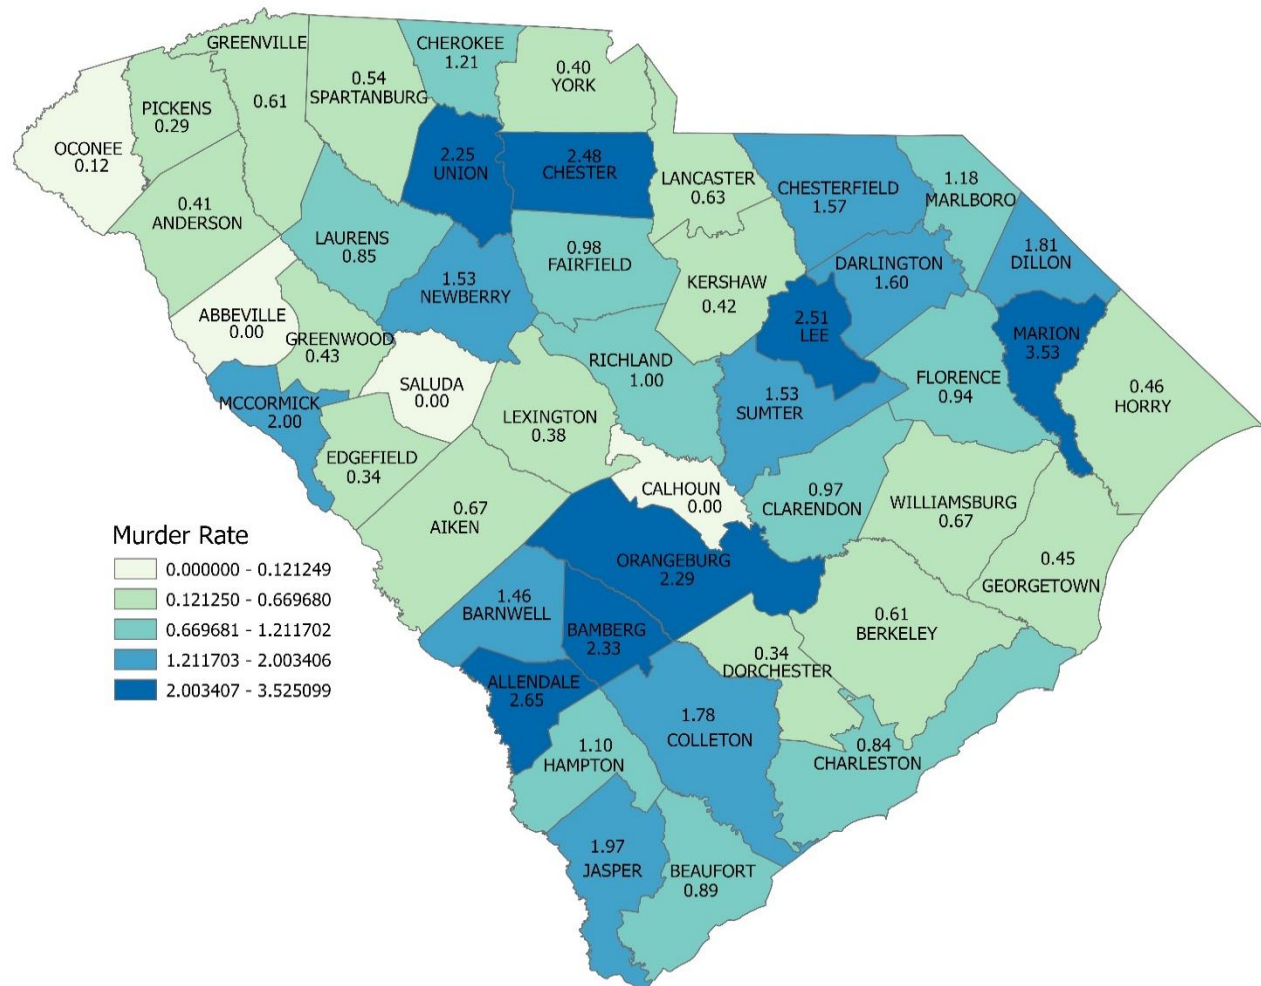 GREENVILLE
0.61
CHEROKEE
1.21
0.54
SPARTANBURG
0.40
YORK
PICKENS
0.29
OCONEE
0.12
2.25
UNION
2.48
CHESTER
LANCASTER
0.63
CHESTERFIELD
1.57
1.18
MARLBORO
0.41
ANDERSON
LAURENS
0.85
0.98
FAIRFIELD
1.81
DILLON
1.53
NEWBERRY
KERSHAW
0.42
DARLINGTON
1.60
ABBEVILLE
0.00
GREENWOOD
0.43
2.51
LEE
MARION
3.53
RICHLAND
1.00
SALUDA
0.00
FLORENCE
0.94
0.46
HORRY
MCCORMICK
2.00
LEXINGTON
0.38
1.53
SUMTER
EDGEFIELD
0.34
CALHOUN
0.00
0.97
CLARENDON
WILLIAMSBURG
0.67
0.67
AIKEN
ORANGEBURG
2.29
0.45
GEORGETOWN
1.46
BARNWELL
BAMBERG
2.33
0.61
BERKELEY
0.34
DORCHESTER
ALLENDALE
2.65
1.78
COLLETON
0.84
CHARLESTON
1.10
HAMPTON
1.97
JASPER
BEAUFORT
0.89
Murder Rate
0.000000 - 0.121249
0.121250 - 0.669680
0.669681 - 1.211702
1.211703 - 2.003406
2.003407 - 3.525099